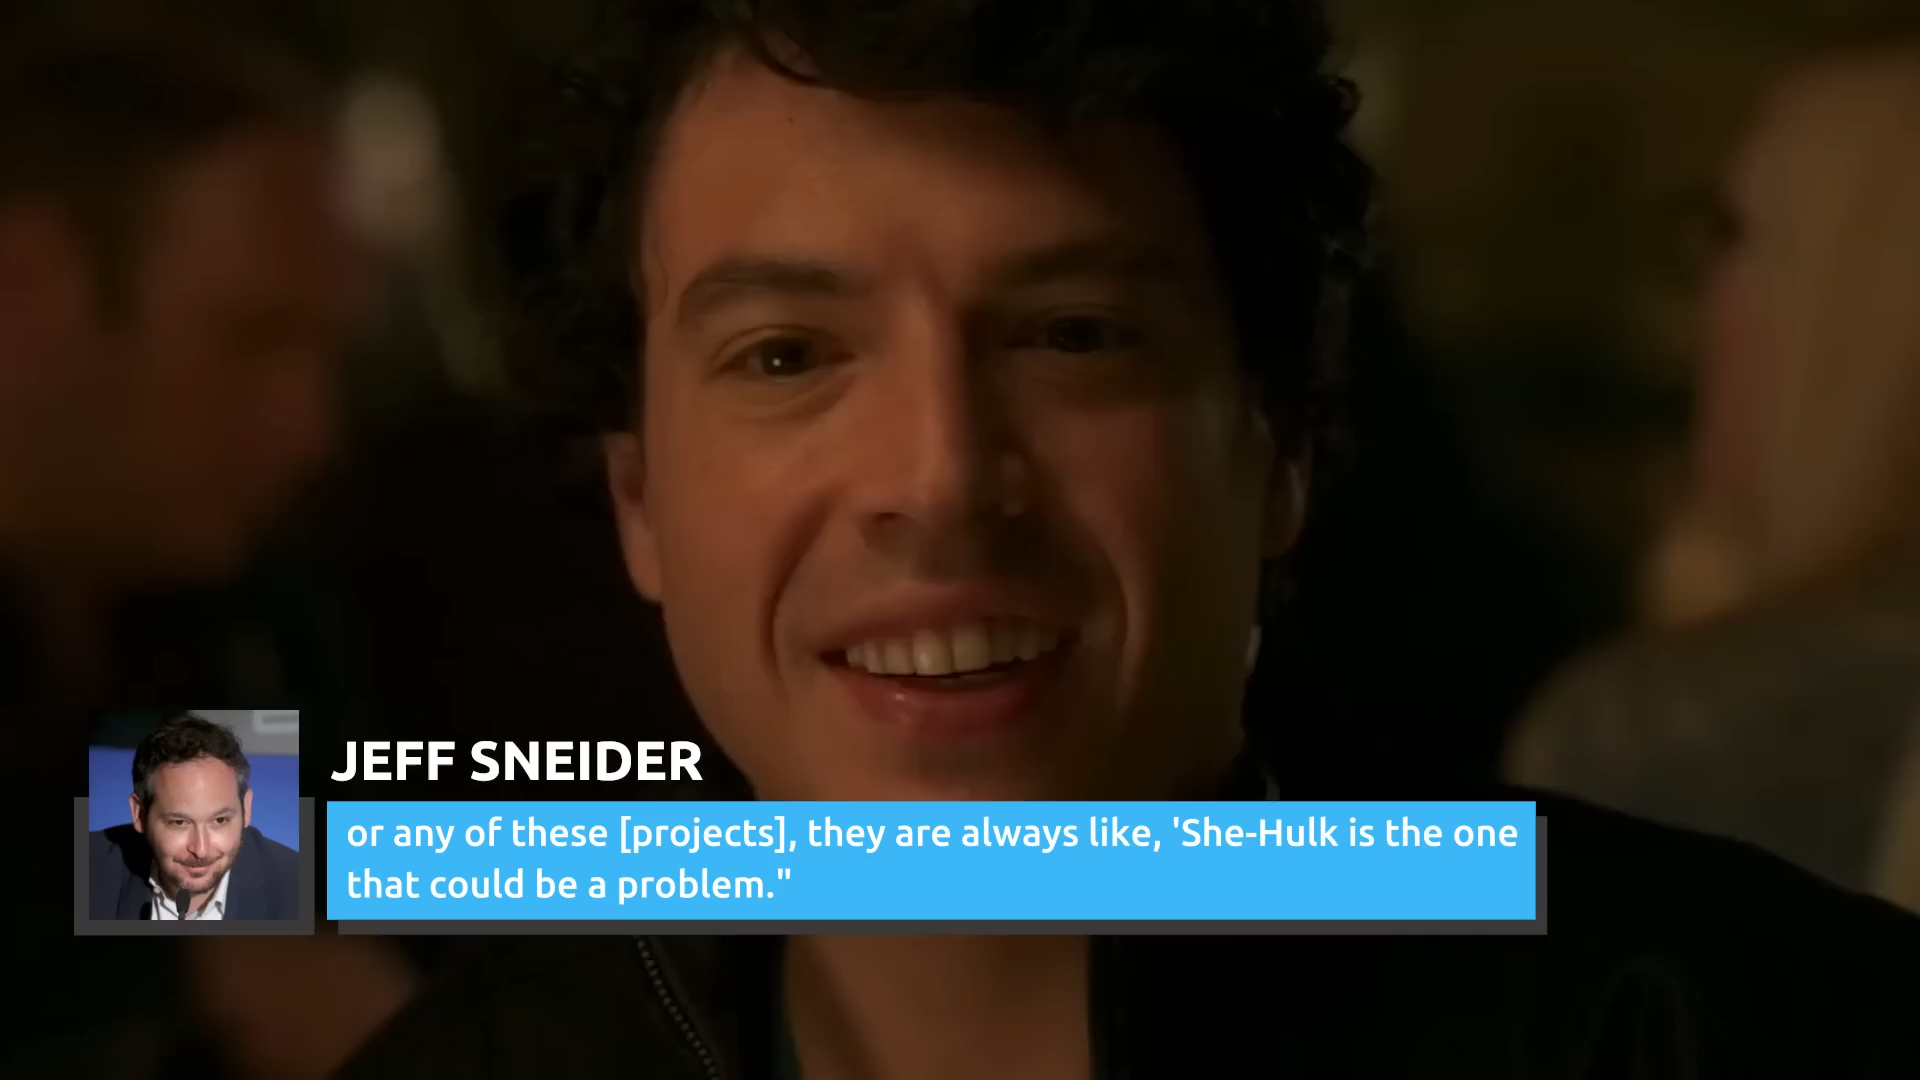 JEFF SNEIDER
or any of these [projects], they are always like, 'She-Hulk is the one
that could be a problem."